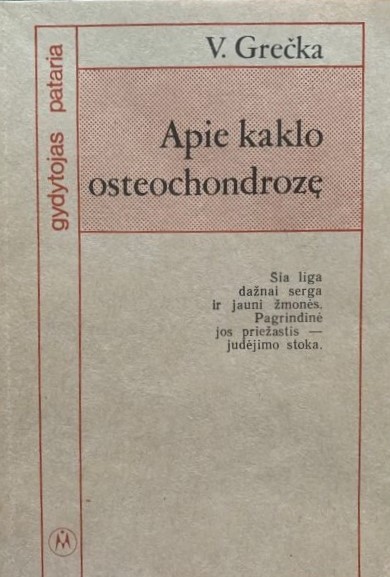 V. Grečka
gydytojas pataria
Apie kaklo
osteochondrozę
Šia liga
dažnai serga
ir jauni žmonės.
Pagrindinė
jos priežastis —
judėjimo stoka.
M